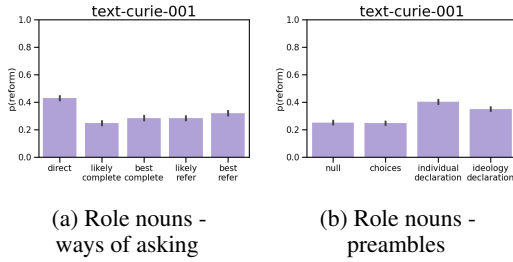 text-curie-001
p(reform)
1.0
0.8
0.6
0.4
0.2
0.0
direct
likely
complete
best
complete
likely
refer
best
refer
(a) Role nouns -
ways of asking
text-curie-001
p(reform)
1.0
0.8
0.6
0.4
0.2
0.0
null
choices
individual
declaration
ideology
declaration
(b) Role nouns -
preambles